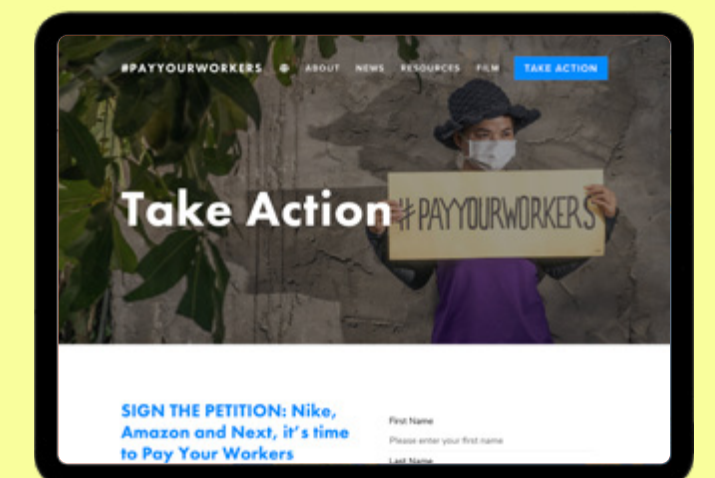 #PAYYOURWORKERS ABOUT NEWS RESOURCES FILM TAKE ACTION
Take Action
#PAYYOURWORKERS
SIGN THE PETITION: Nike,
Amazon and Next, it's time
to Pay Your Workers
First Name
Please enter your first name
Last Name